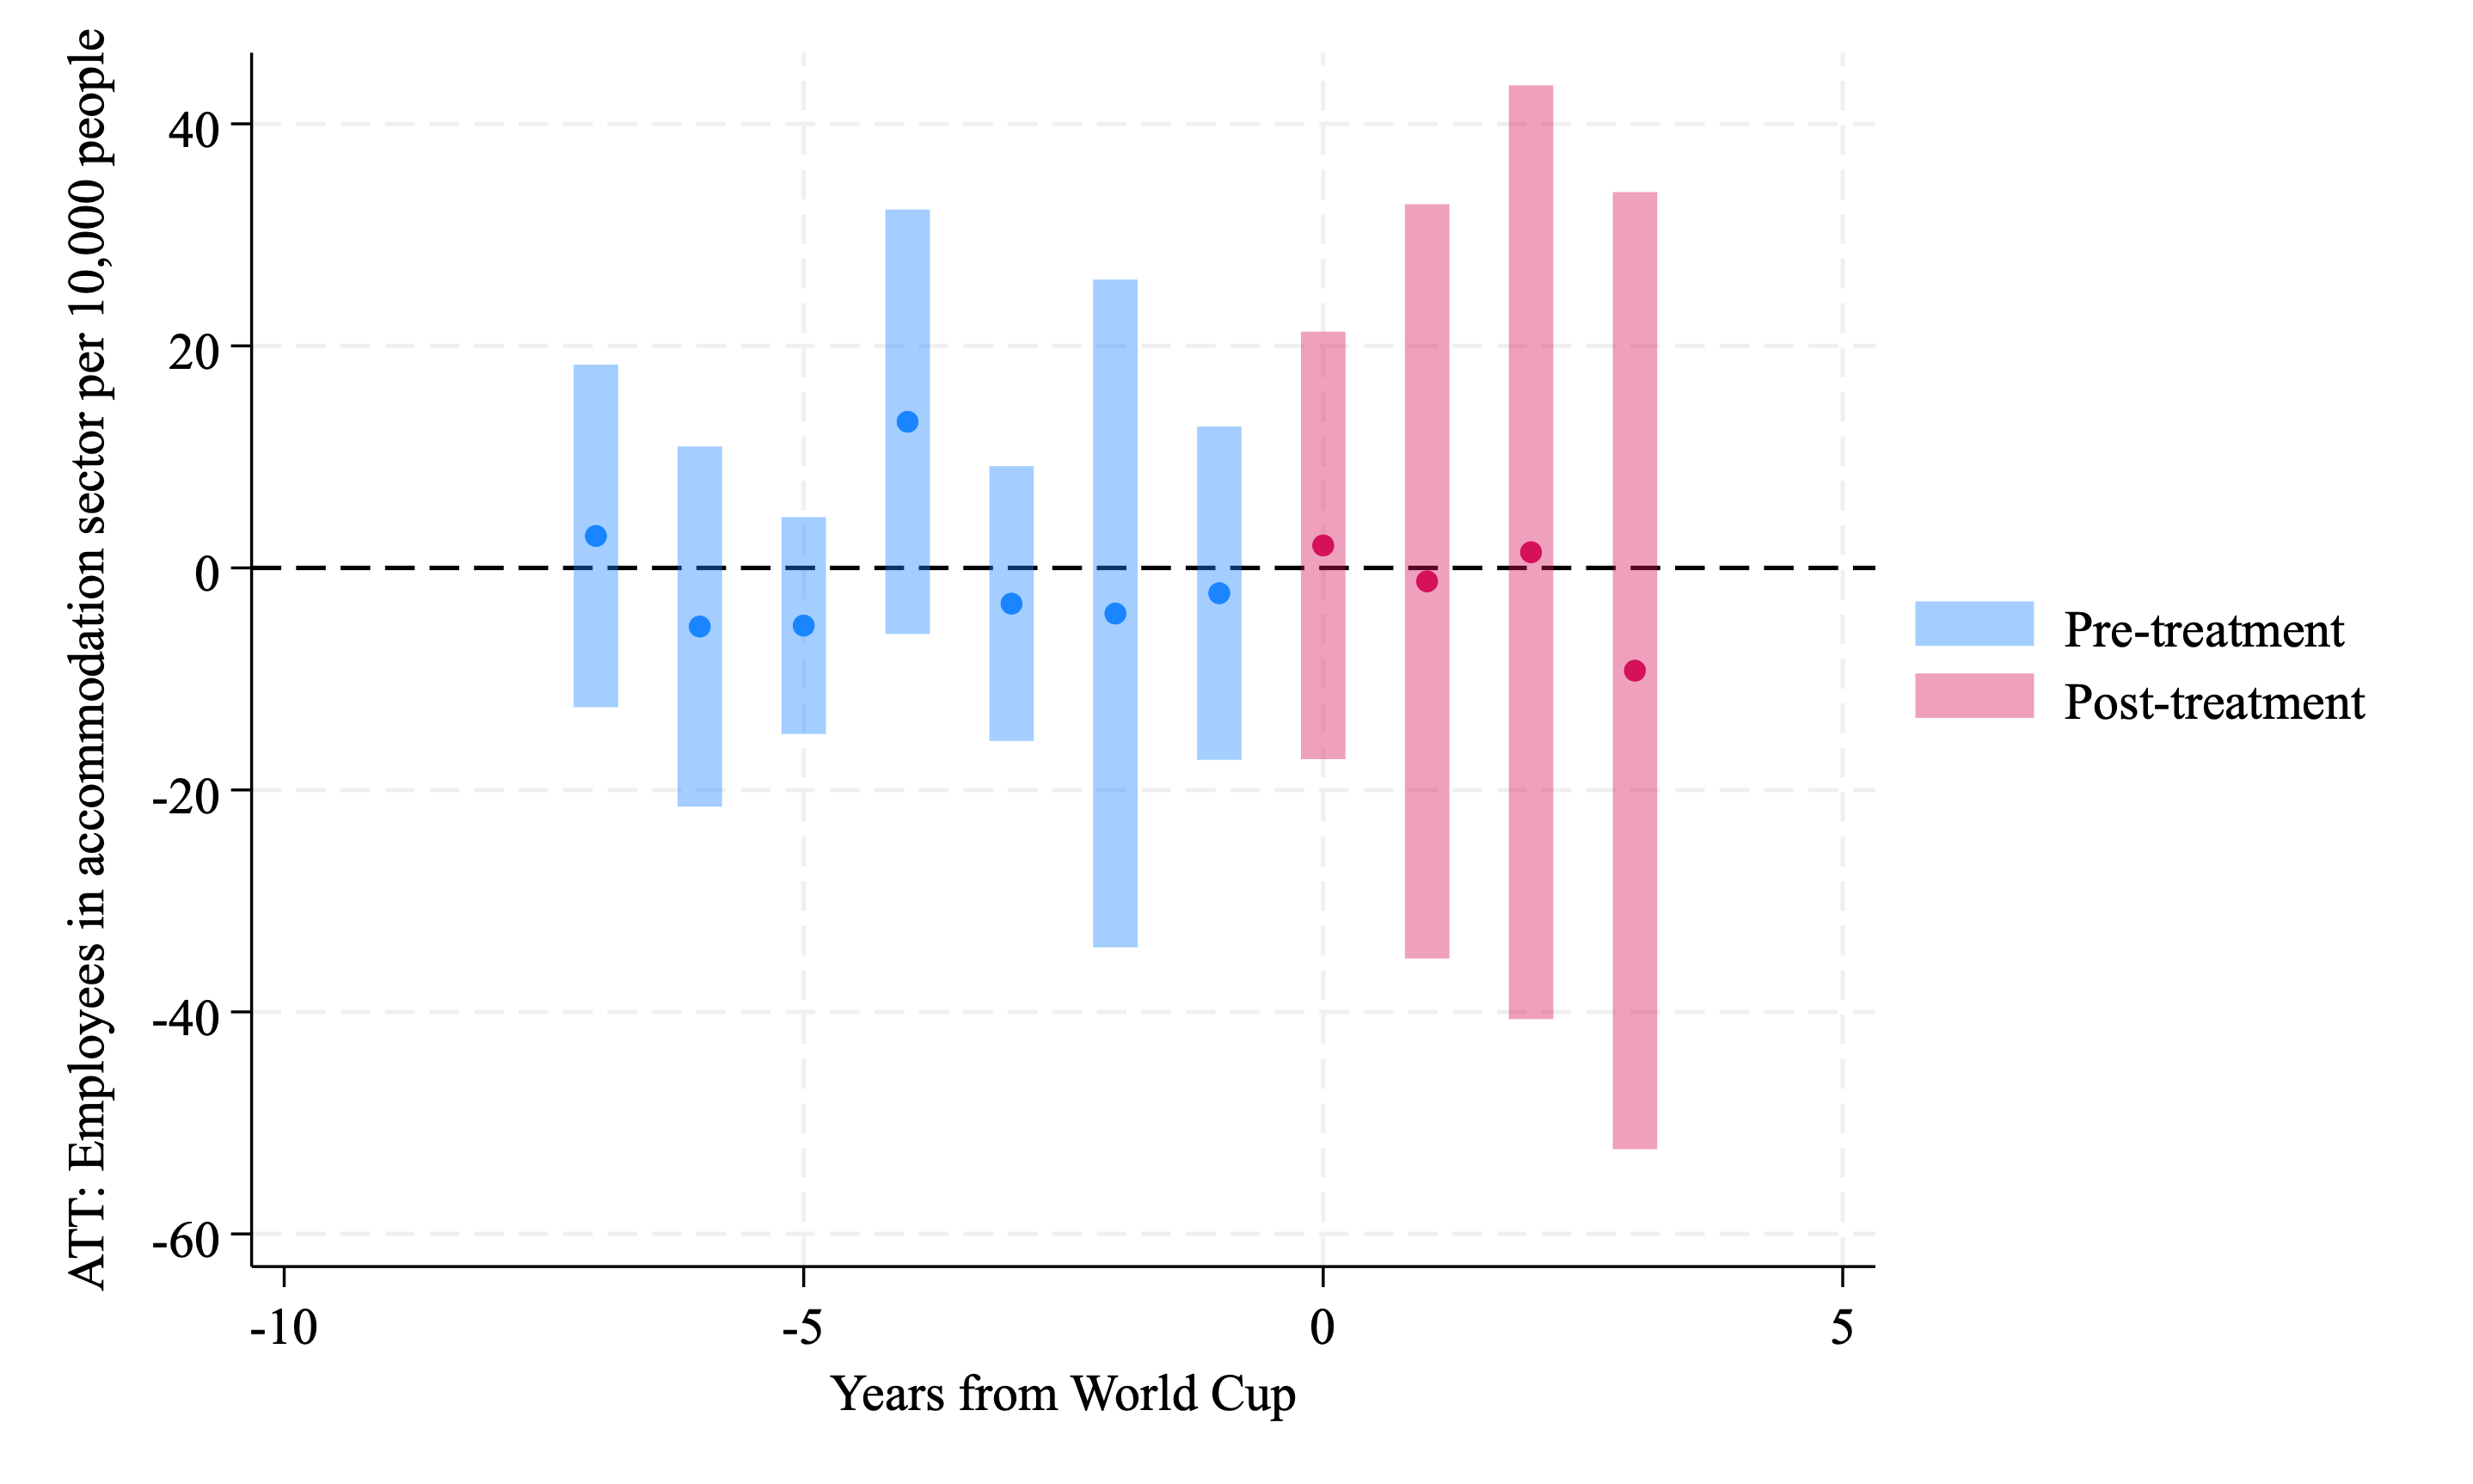 ATT: Employees in accommodation sector per 10,000 people
40
20
0
-20
-40
-60
-10
-5
0
5
Years from World Cup
Pre-treatment
Post-treatment